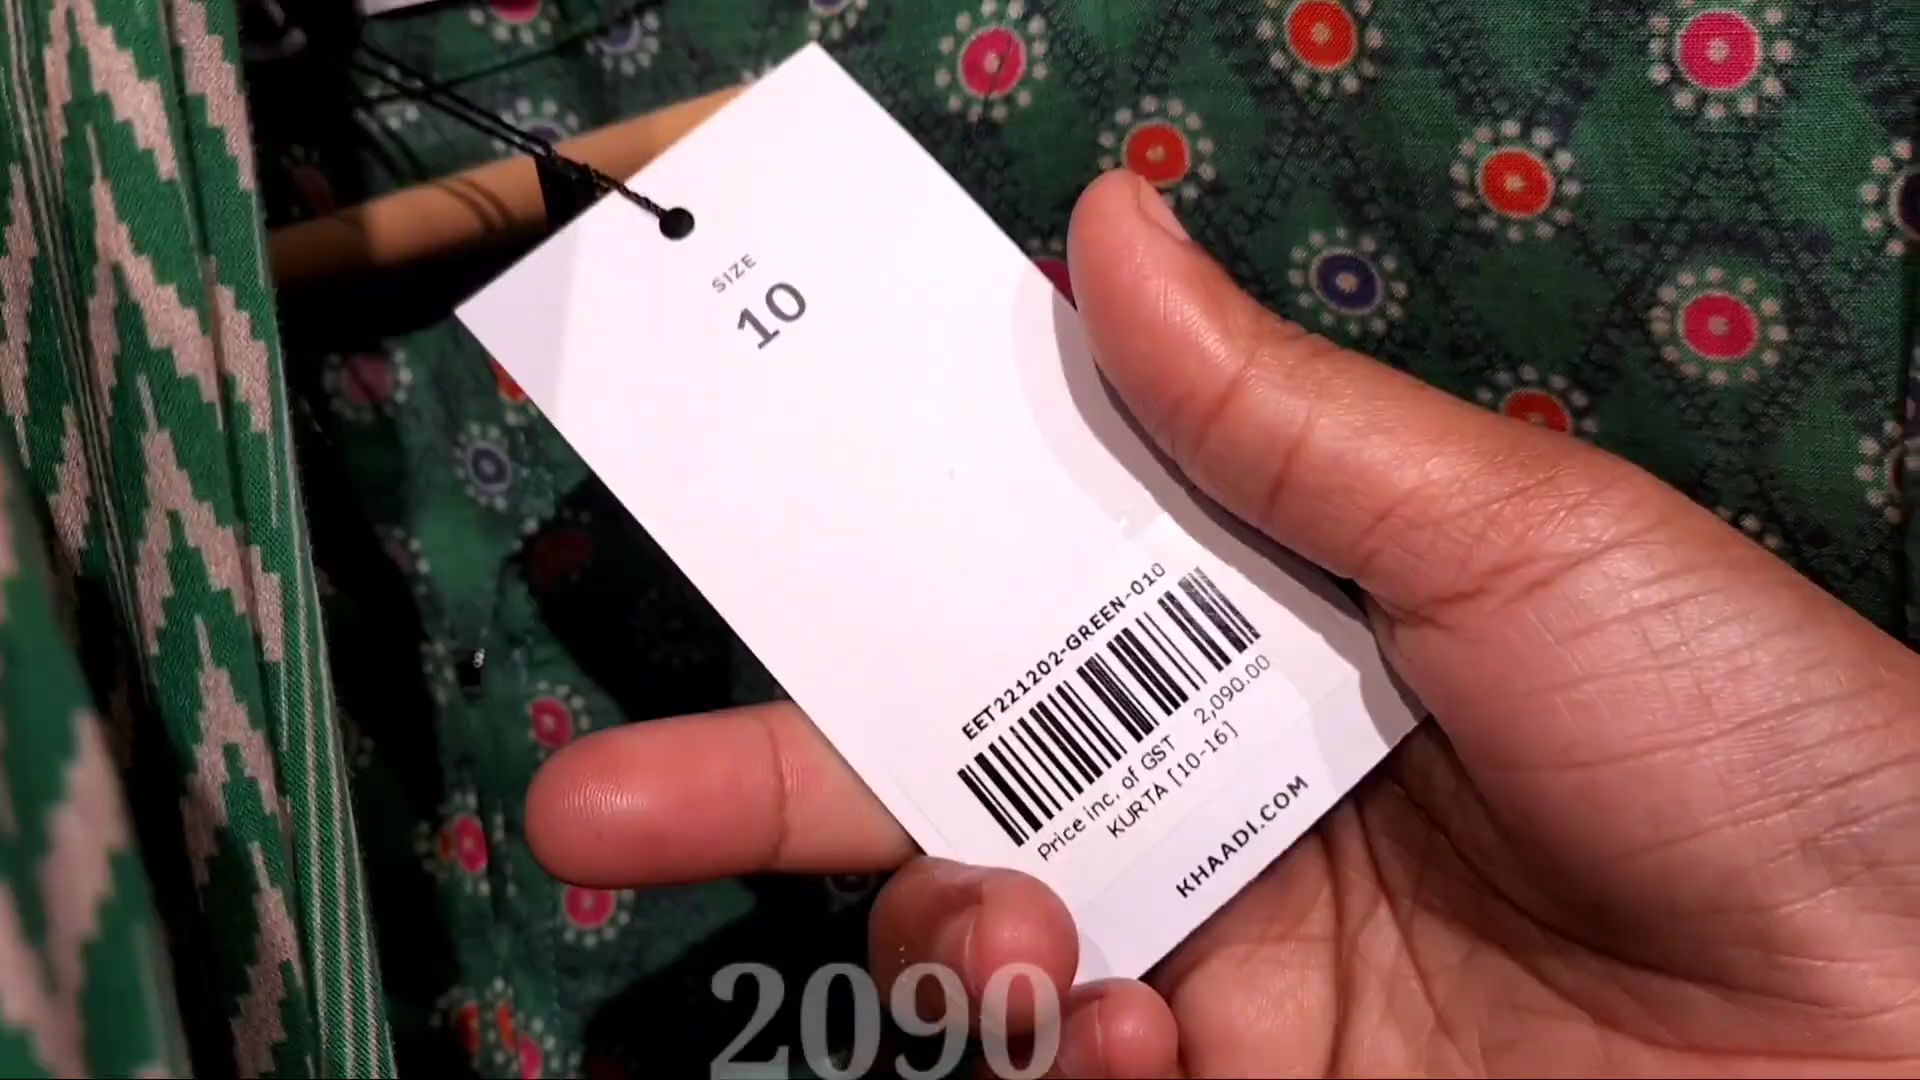 SIZE
10
EET221202-GREEN-010
Price inc. of GST 2,090.00
KURTA [10-16]
KHAADI.COM
2090